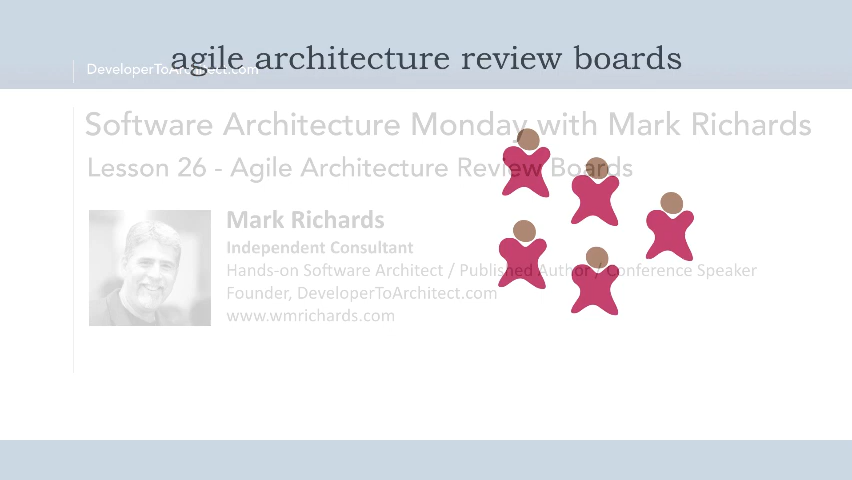 agile architecture review boards
DeveloperToArchitect.com
Software Architecture Monday with Mark Richards
Lesson 26 - Agile Architecture Review Boards
Mark Richards
Independent Consultant
Hands-on Software Architect / Published Author / Conference Speaker
Founder, DeveloperToArchitect.com
www.wmrichards.com